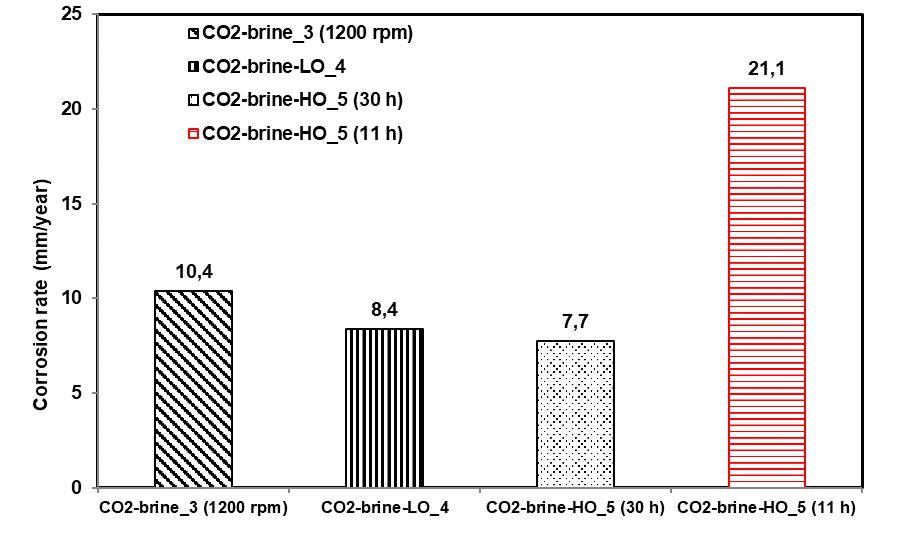 25
20
15
10
5
0
Corrosion rate (mm/year)
CO2-brine_3 (1200 rpm)
CO2-brine-LO_4
CO2-brine-HO_5 (30 h)
CO2-brine-HO_5 (11 h)
10,4
8,4
7,7
21,1
CO2-brine_3 (1200 rpm)
CO2-brine-LO_4
CO2-brine-HO_5 (30 h)
CO2-brine-HO_5 (11 h)